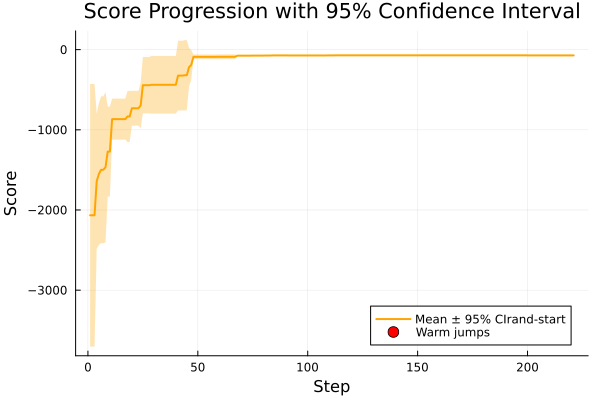 Score Progression with 95% Confidence Interval
0
−1000
−2000
−3000
Score
0
50
100
150
200
Step
Mean ± 95% CIrand-start
Warm jumps